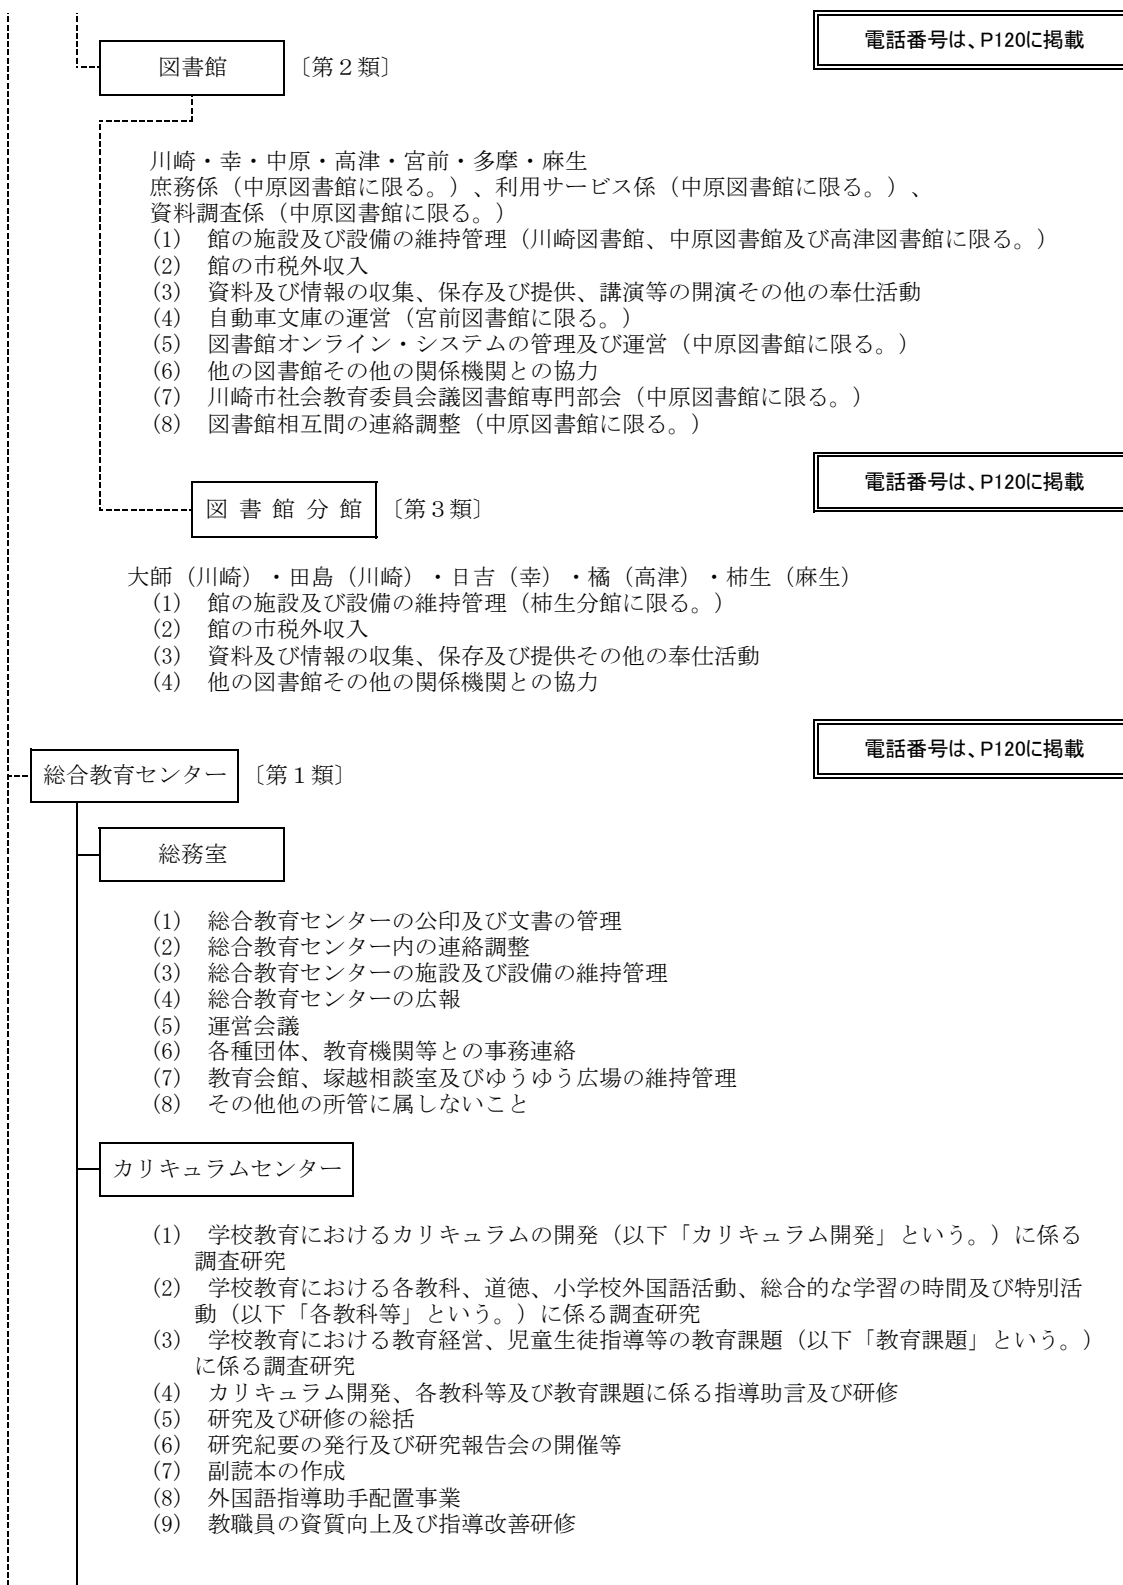 電話番号は、P120に掲載
図書館 〔第２類〕
川崎・幸・中原・高津・宮前・多摩・麻生
庶務係（中原図書館に限る。）、利用サービス係（中原図書館に限る。）、
資料調査係（中原図書館に限る。）
(1) 館の施設及び設備の維持管理（川崎図書館、中原図書館及び高津図書館に限る。）
(2) 館の市税外収入
(3) 資料及び情報の収集、保存及び提供、講演等の開演その他の奉仕活動
(4) 自動車文庫の運営（宮前図書館に限る。）
(5) 図書館オンライン・システムの管理及び運営（中原図書館に限る。）
(6) 他の図書館その他の関係機関との協力
(7) 川崎市社会教育委員会議図書館専門部会（中原図書館に限る。）
(8) 図書館相互間の連絡調整（中原図書館に限る。）
電話番号は、P120に掲載
図書館分館 〔第３類〕
大師（川崎）・田島（川崎）・日吉（幸）・橘（高津）・柿生（麻生）
(1) 館の施設及び設備の維持管理（柿生分館に限る。）
(2) 館の市税外収入
(3) 資料及び情報の収集、保存及び提供その他の奉仕活動
(4) 他の図書館その他の関係機関との協力
電話番号は、P120に掲載
総合教育センター 〔第１類〕
総務室
(1) 総合教育センターの公印及び文書の管理
(2) 総合教育センター内の連絡調整
(3) 総合教育センターの施設及び設備の維持管理
(4) 総合教育センターの広報
(5) 運営会議
(6) 各種団体、教育機関等との事務連絡
(7) 教育会館、塚越相談室及びゆうゆう広場の維持管理
(8) その他他の所管に属しないこと
カリキュラムセンター
(1) 学校教育におけるカリキュラムの開発（以下「カリキュラム開発」という。）に係る
調査研究
(2) 学校教育における各教科、道徳、小学校外国語活動、総合的な学習の時間及び特別活
動（以下「各教科等」という。）に係る調査研究
(3) 学校教育における教育経営、児童生徒指導等の教育課題（以下「教育課題」という。）
に係る調査研究
(4) カリキュラム開発、各教科等及び教育課題に係る指導助言及び研修
(5) 研究及び研修の総括
(6) 研究紀要の発行及び研究報告会の開催等
(7) 副読本の作成
(8) 外国語指導助手配置事業
(9) 教職員の資質向上及び指導改善研修